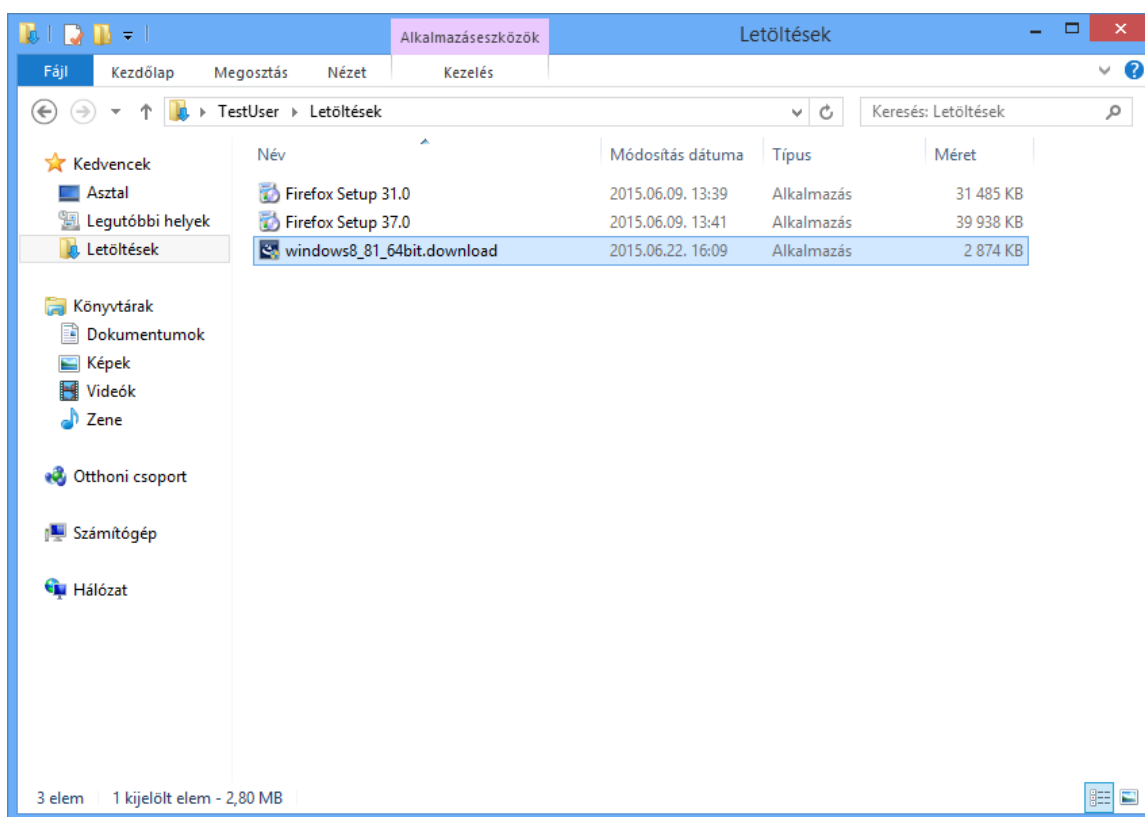 Alkalmazáseszközök
Letöltések
Fájl Kezdőlap Megosztás Nézet Kezelés
TestUser Letöltések
Keresés: Letöltések
Név Módosítás dátuma Típus Méret
Firefox Setup 31.0 2015.06.09. 13:39 Alkalmazás 31 485 KB
Firefox Setup 37.0 2015.06.09. 13:41 Alkalmazás 39 938 KB
windows8_81_64bit.download 2015.06.22. 16:09 Alkalmazás 2 874 KB
Kedvencek
Asztal
Legutóbbi helyek
Letöltések
Könyvtárak
Dokumentumok
Képek
Videók
Zene
Otthoni csoport
Számítógép
Hálózat
3 elem 1 kijelölt elem - 2,80 MB